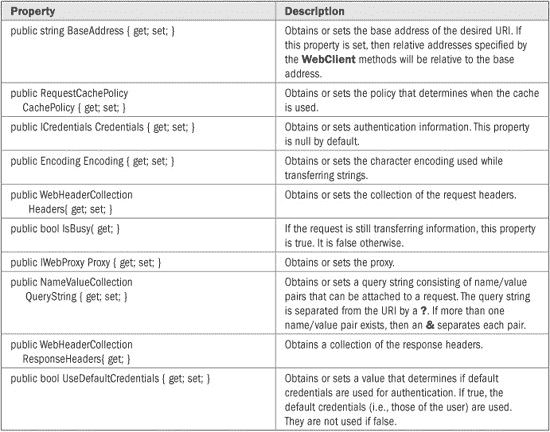 Property
Description
public string BaseAddress { get; set; }
Obtains or sets the base address of the desired URI. If
this property is set, then relative addresses specified by
the WebClient methods will be relative to the base
address.
public RequestCachePolicy
CachePolicy { get; set; }
Obtains or sets the policy that determines when the cache
is used.
public ICredentials Credentials { get; set; }
Obtains or sets authentication information. This property
is null by default.
public Encoding Encoding { get; set; }
Obtains or sets the character encoding used while
transferring strings.
public WebHeaderCollection
Headers{ get; set; }
Obtains or sets the collection of the request headers.
public bool IsBusy{ get; }
If the request is still transferring information, this property
is true. It is false otherwise.
public IWebProxy Proxy { get; set; }
Obtains or sets the proxy.
public NameValueCollection
QueryString { get; set; }
Obtains or sets a query string consisting of name/value
pairs that can be attached to a request. The query string
is separated from the URI by a ?. If more than one
name/value pair exists, then an & separates each pair.
public WebHeaderCollection
ResponseHeaders{ get; }
Obtains a collection of the response headers.
public bool UseDefaultCredentials { get; set; }
Obtains or sets a value that determines if default
credentials are used for authentication. If true, the
default credentials (i.e., those of the user) are used.
They are not used if false.